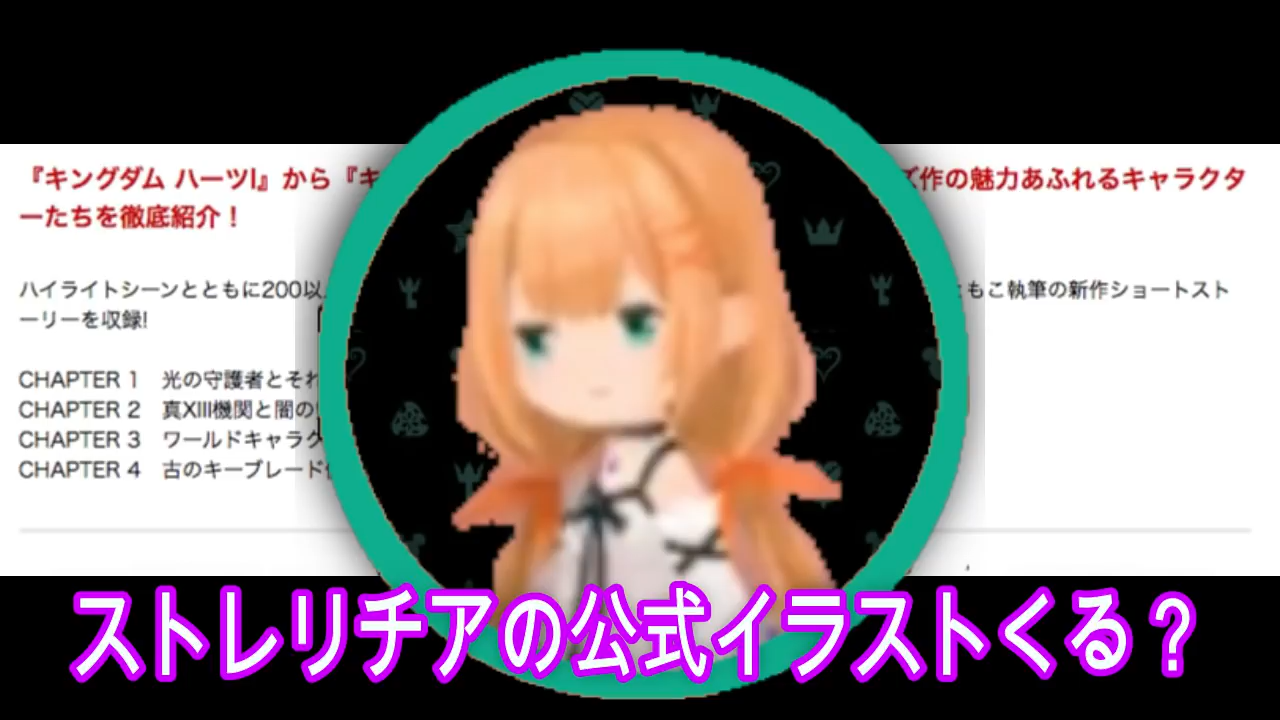 『キングダム ハーツI』から『キ
ズ作の魅力あふれるキャラクタ
ーたちを徹底紹介！
ハイライトシーンとともに200以
もこ執筆の新作ショートスト
ーリーを収録!
CHAPTER 1 光の守護者とそれ
CHAPTER 2 真XIII機関と闇の
CHAPTER 3 ワールドキャラク
CHAPTER 4 古のキーブレード
ストレリチアの公式イラストくる？